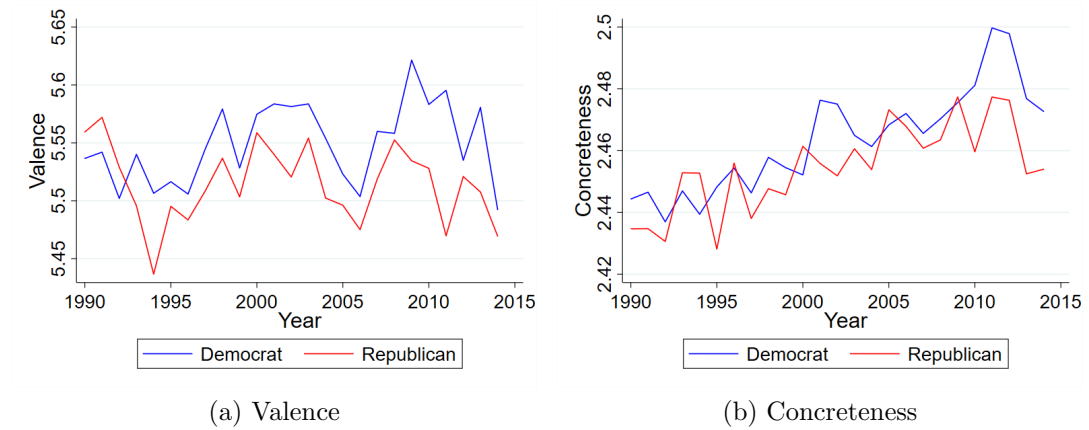 5.65
5.6
5.55
5.5
5.45
Valence
1990 1995 2000 2005 2010 2015
Year
Democrat Republican
(a) Valence
2.5
2.48
2.46
2.44
2.42
Concreteness
1990 1995 2000 2005 2010 2015
Year
Democrat Republican
(b) Concreteness